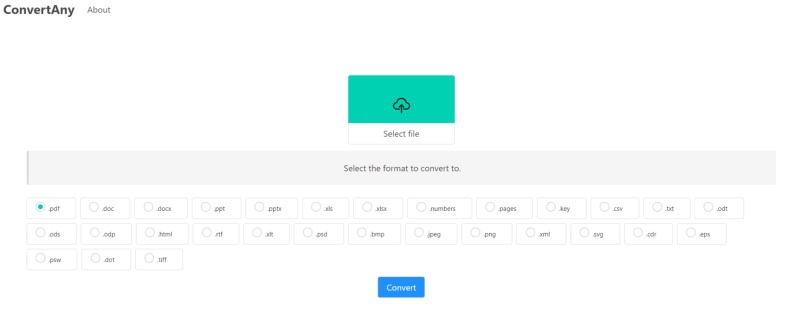 ConvertAny About
Select file
Select the format to convert to.
.pdf .doc .docx .ppt .pptx .xls .xlsx .numbers .pages .key .csv .txt .odt
.ods .odp .html .rtf .xlt .psd .bmp .jpeg .png .xml .svg .cdr .eps
.psw .dot .tiff
Convert